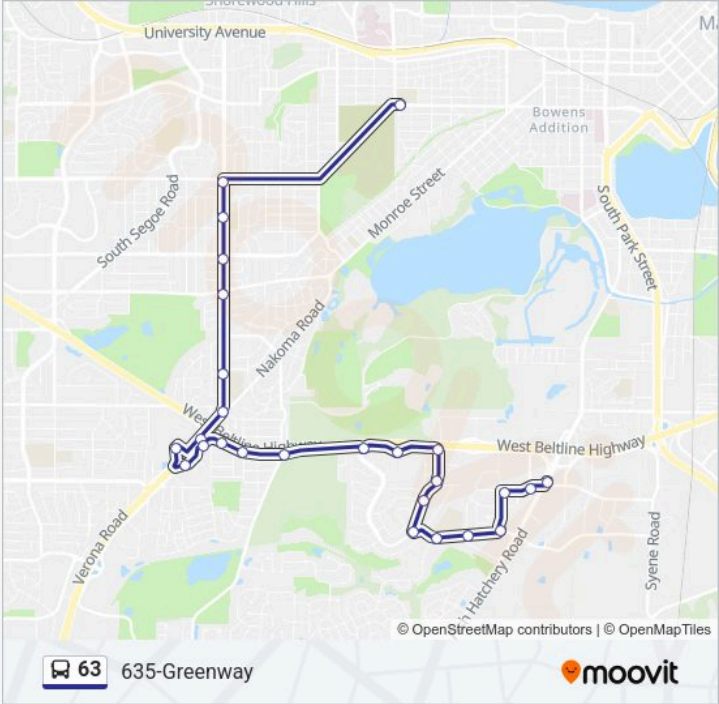 Shorewood Hills
University Avenue
Bowens
Addition
South Segoe Road
Monroe Street
South Park Street
Nakoma Road
West Beltline Highway
West Beltline Highway
Verona Road
Hatchery Road
Syene Road
© OpenStreetMap contributors | © OpenMapTiles
63 635-Greenway
moovit